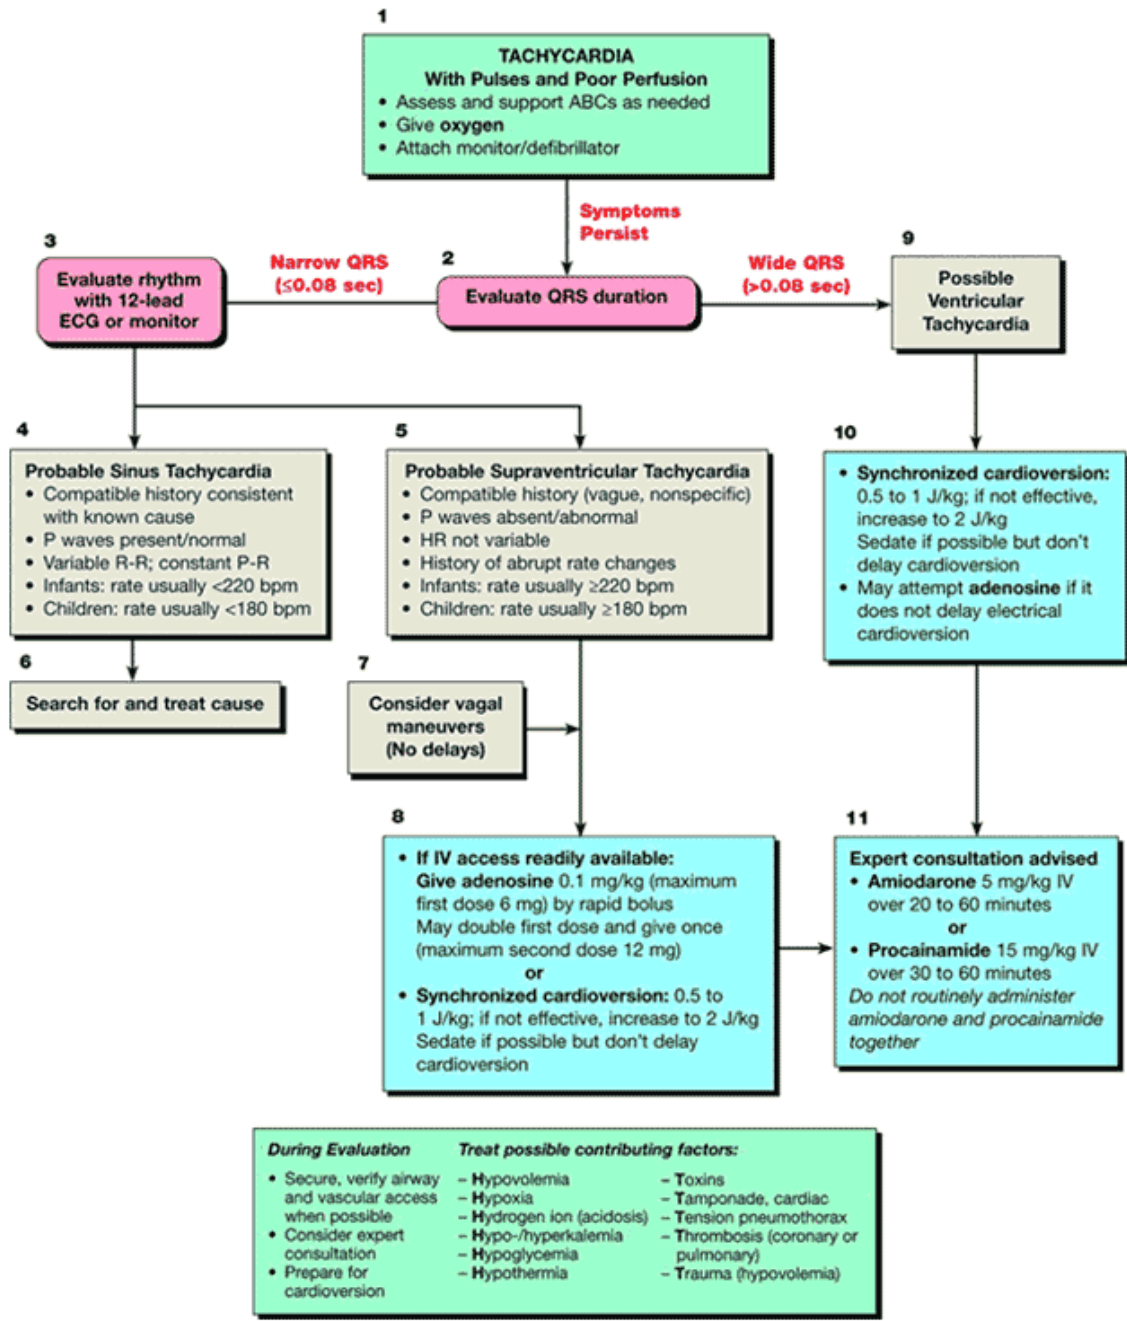 1
TACHYCARDIA
With Pulses and Poor Perfusion
• Assess and support ABCs as needed
• Give oxygen
• Attach monitor/defibrillator
Symptoms
Persist
3
Evaluate rhythm
with 12-lead
ECG or monitor
Narrow QRS
(≤0.08 sec)
2
Evaluate QRS duration
Wide QRS
(>0.08 sec)
9
Possible
Ventricular
Tachycardia
4
Probable Sinus Tachycardia
• Compatible history consistent
with known cause
• P waves present/normal
• Variable R-R; constant P-R
• Infants: rate usually <220 bpm
• Children: rate usually <180 bpm
5
Probable Supraventricular Tachycardia
• Compatible history (vague, nonspecific)
• P waves absent/abnormal
• HR not variable
• History of abrupt rate changes
• Infants: rate usually ≥220 bpm
• Children: rate usually ≥180 bpm
10
• Synchronized cardioversion:
0.5 to 1 J/kg; if not effective,
increase to 2 J/kg
Sedate if possible but don't
delay cardioversion
• May attempt adenosine if it
does not delay electrical
cardioversion
6
Search for and treat cause
7
Consider vagal
maneuvers
(No delays)
8
• If IV access readily available:
Give adenosine 0.1 mg/kg (maximum
first dose 6 mg) by rapid bolus
May double first dose and give once
(maximum second dose 12 mg)
or
• Synchronized cardioversion: 0.5 to
1 J/kg; if not effective, increase to 2 J/kg
Sedate if possible but don't delay
cardioversion
11
Expert consultation advised
• Amiodarone 5 mg/kg IV
over 20 to 60 minutes
or
• Procainamide 15 mg/kg IV
over 30 to 60 minutes
Do not routinely administer
amiodarone and procainamide
together
During Evaluation
• Secure, verify airway
and vascular access
when possible
• Consider expert
consultation
• Prepare for
cardioversion
Treat possible contributing factors:
– Hypovolemia
– Hypoxia
– Hydrogen ion (acidosis)
– Hypo-/hyperkalemia
– Hypoglycemia
– Hypothermia
– Toxins
– Tamponade, cardiac
– Tension pneumothorax
– Thrombosis (coronary or
pulmonary)
– Trauma (hypovolemia)